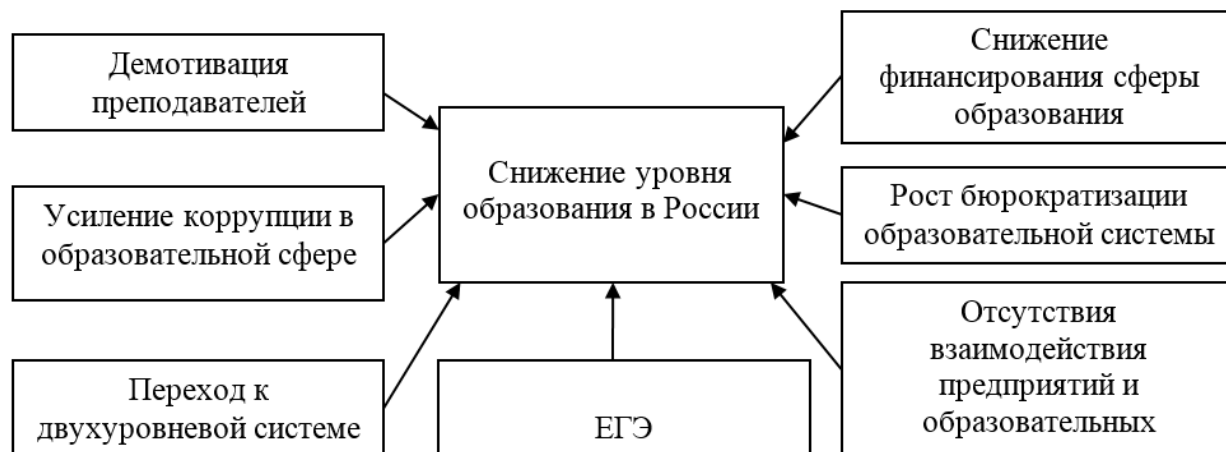 Демотивация
преподавателей
Снижение
финансирования сферы
образования
Снижение уровня
образования в России
Усиление коррупции в
образовательной сфере
Рост бюрократизации
образовательной системы
Переход к
двухуровневой системе
ЕГЭ
Отсутствия
взаимодействия
предприятий и
образовательных